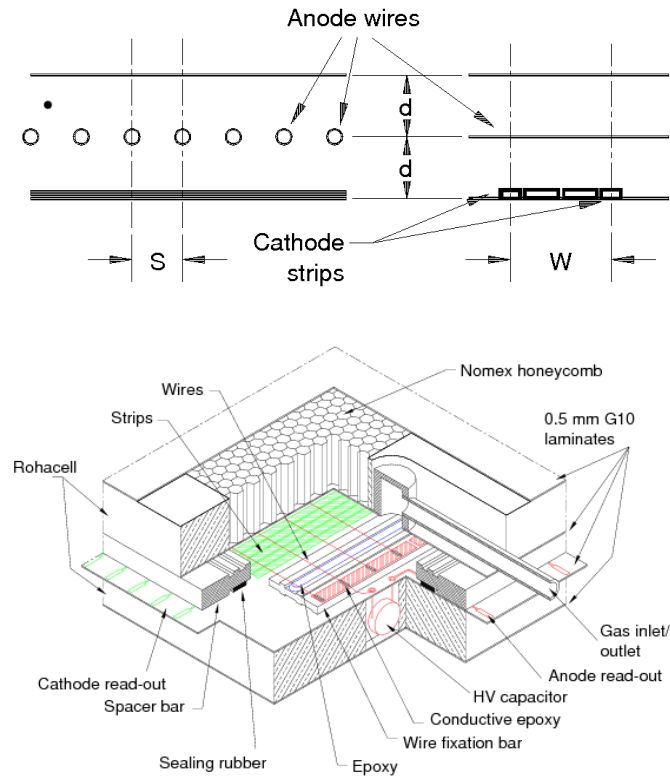 Anode wires
d
d
Cathode
strips
S
W
Nomex honeycomb
Wires
Strips
0.5 mm G10
laminates
Rohacell
Gas inlet/
outlet
Cathode read-out
Anode read-out
Spacer bar
HV capacitor
Conductive epoxy
Wire fixation bar
Sealing rubber
Epoxy